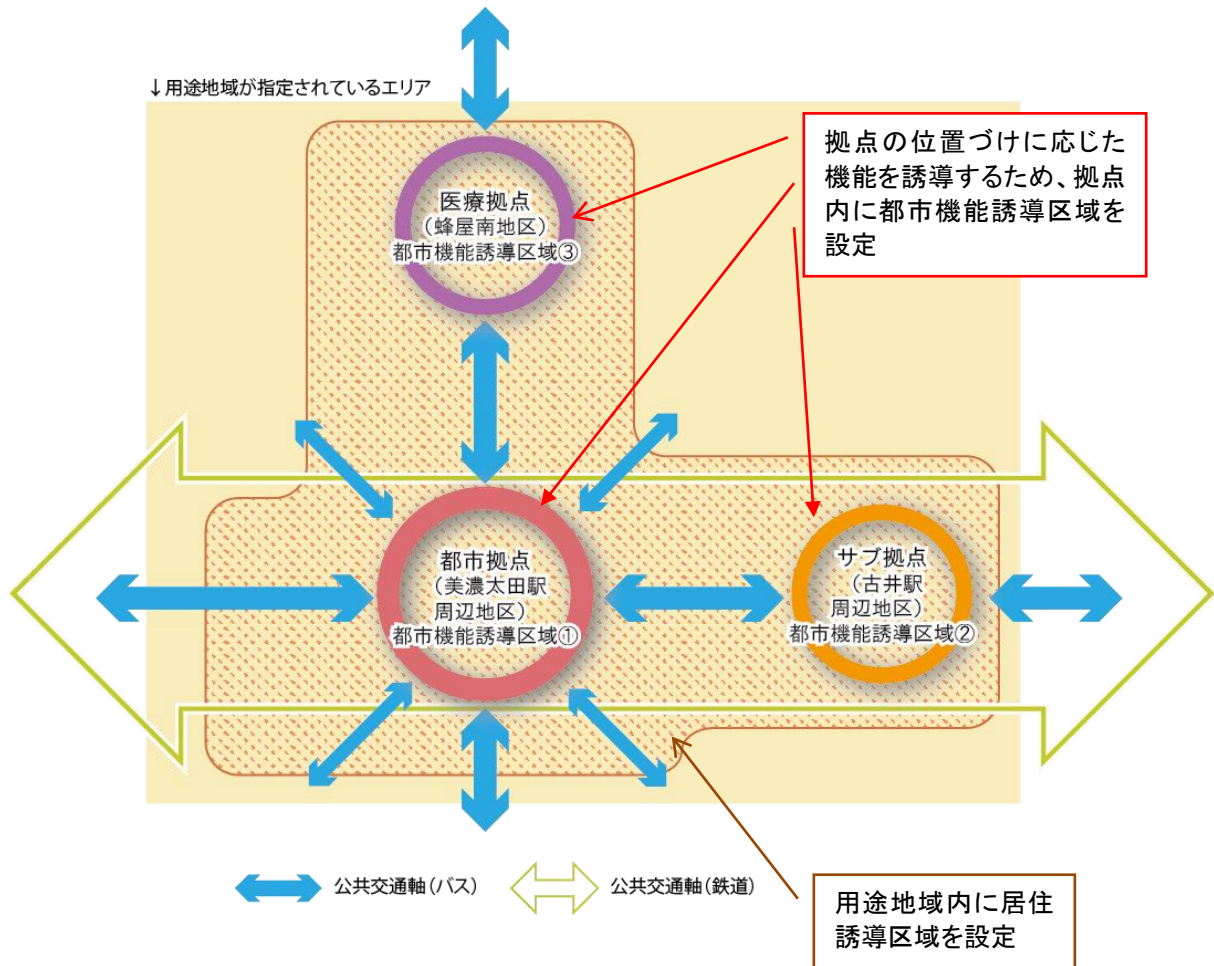 ↓用途地域が指定されているエリア
拠点の位置づけに応じた
機能を誘導するため、拠点
内に都市機能誘導区域を
設定
医療拠点
（蜂屋南地区）
都市機能誘導区域③
都市拠点
（美濃太田駅
周辺地区）
都市機能誘導区域①
サブ拠点
（古井駅
周辺地区）
都市機能誘導区域②
公共交通軸（バス）
公共交通軸（鉄道）
用途地域内に居住
誘導区域を設定